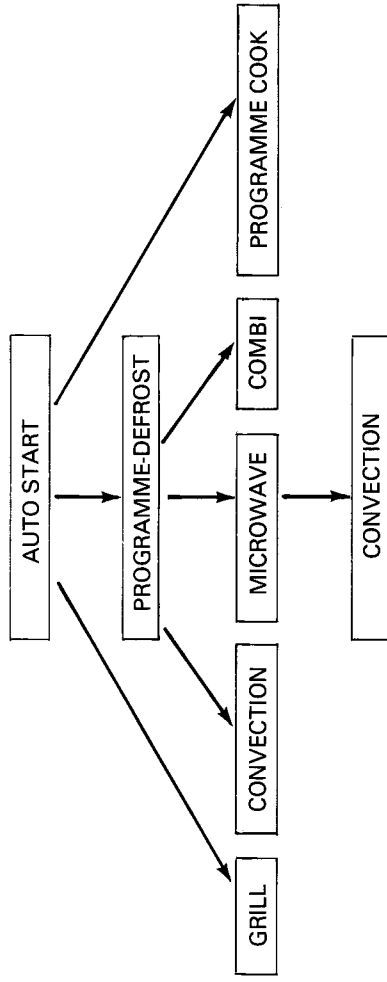 AUTO START
PROGRAMME-DEFROST
GRILL
CONVECTION
MICROWAVE
COMBI
PROGRAMME COOK
CONVECTION